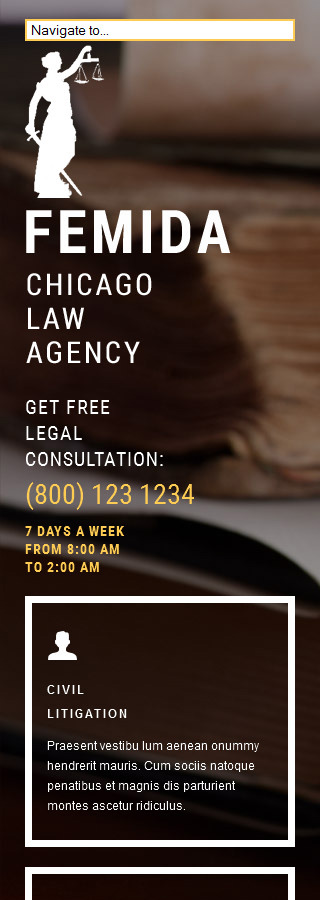 Navigate to...
FEMIDA
CHICAGO
LAW
AGENCY
GET FREE
LEGAL
CONSULTATION:
(800) 123 1234
7 DAYS A WEEK
FROM 8:00 AM
TO 2:00 AM
CIVIL
LITIGATION
Praesent vestibu lum aenean onummy
hendrerit mauris. Cum sociis natoque
penatibus et magnis dis parturient
montes ascetur ridiculus.